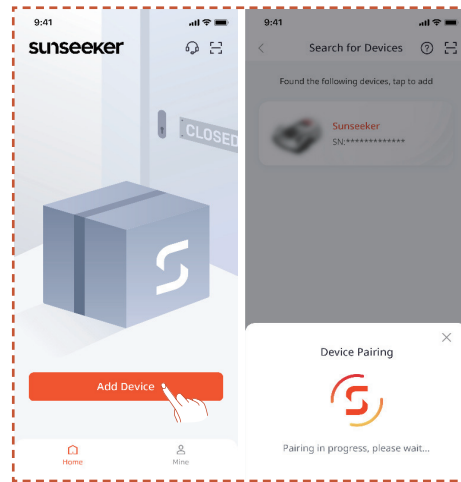 9:41
sunseeker
CLOSED
Add Device
Home
Mine
9:41
Search for Devices
Found the following devices, tap to add
Sunseeker
SN:*************
Device Pairing
Pairing in progress, please wait...